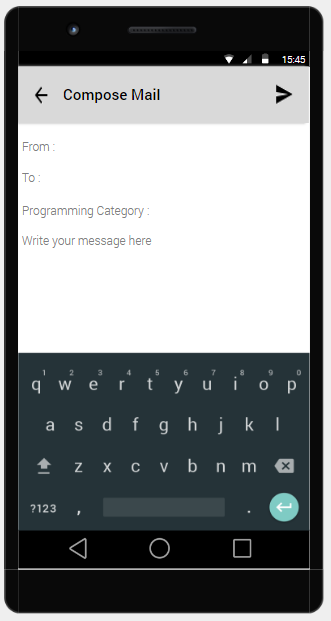 15:45
Compose Mail
From :
To :
Programming Category :
Write your message here
1 2 3 4 5 6 7 8 9 0
q w e r t y u i o p
a s d f g h j k l
z x c v b n m
?123 , .